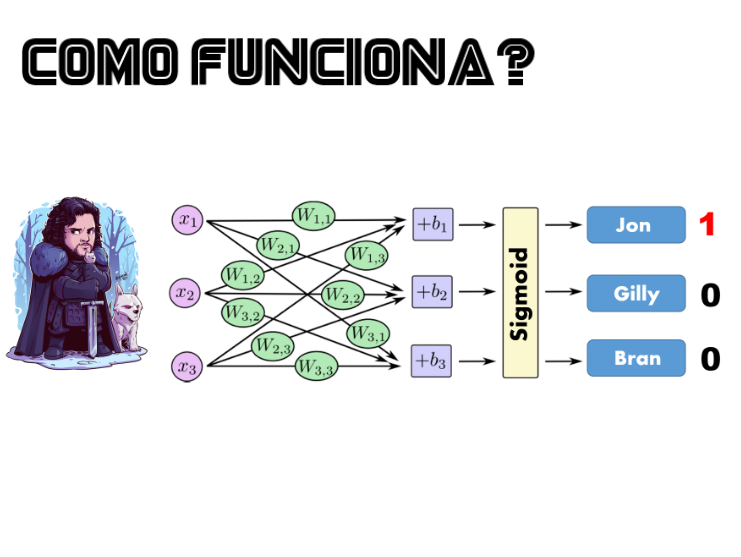 COMO FUNCIONA?
x1 W1,1 +b1 Jon 1
W2,1 W1,3
W1,2
x2 W2,2 +b2 Sigmoid Gilly 0
W3,2
W2,3 W3,1
x3 W3,3 +b3 Bran 0